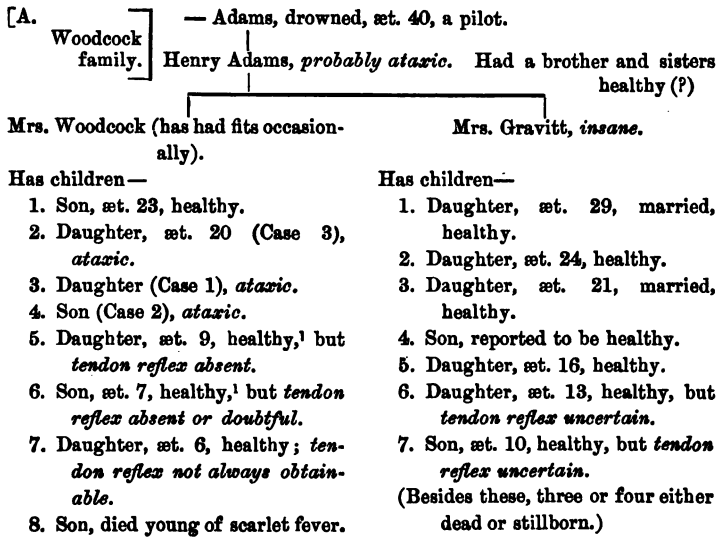 [A.
Woodcock
family.
— Adams, drowned, æt. 40, a pilot.
Henry Adams, probably ataxic. Had a brother and sisters
healthy (?)
Mrs. Woodcock (has had fits occasion-
ally).
Has children—
1. Son, æt. 23, healthy.
2. Daughter, æt. 20 (Case 3),
ataxic.
3. Daughter (Case 1), ataxic.
4. Son (Case 2), ataxic.
5. Daughter, æt. 9, healthy,¹ but
tendon reflex absent.
6. Son, æt. 7, healthy,¹ but tendon
reflex absent or doubtful.
7. Daughter, æt. 6, healthy; ten-
don reflex not always obtain-
able.
8. Son, died young of scarlet fever.
Mrs. Gravitt, insane.
Has children—
1. Daughter, æt. 29, married,
healthy.
2. Daughter, æt. 24, healthy.
3. Daughter, æt. 21, married,
healthy.
4. Son, reported to be healthy.
5. Daughter, æt. 16, healthy.
6. Daughter, æt. 13, healthy, but
tendon reflex uncertain.
7. Son, æt. 10, healthy, but tendon
reflex uncertain.
(Besides these, three or four either
dead or stillborn.)